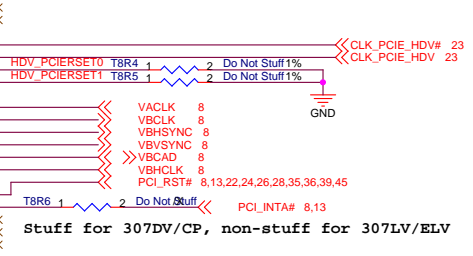 CLK_PCIE_HDV# 23
CLK_PCIE_HDV 23
HDV_PCIERSET0 T8R4 1 2 Do Not Stuff 1%
HDV_PCIERSET1 T8R5 1 2 Do Not Stuff 1%
GND
VACLK 8
VBCLK 8
VBHSYNC 8
VBVSYNC 8
VBCAD 8
VBHCLK 8
PCI_RST# 8,13,22,24,26,28,35,36,39,45
T8R6 1 2 Do Not Stuff PCI_INTA# 8,13
Stuff for 307DV/CP, non-stuff for 307LV/ELV